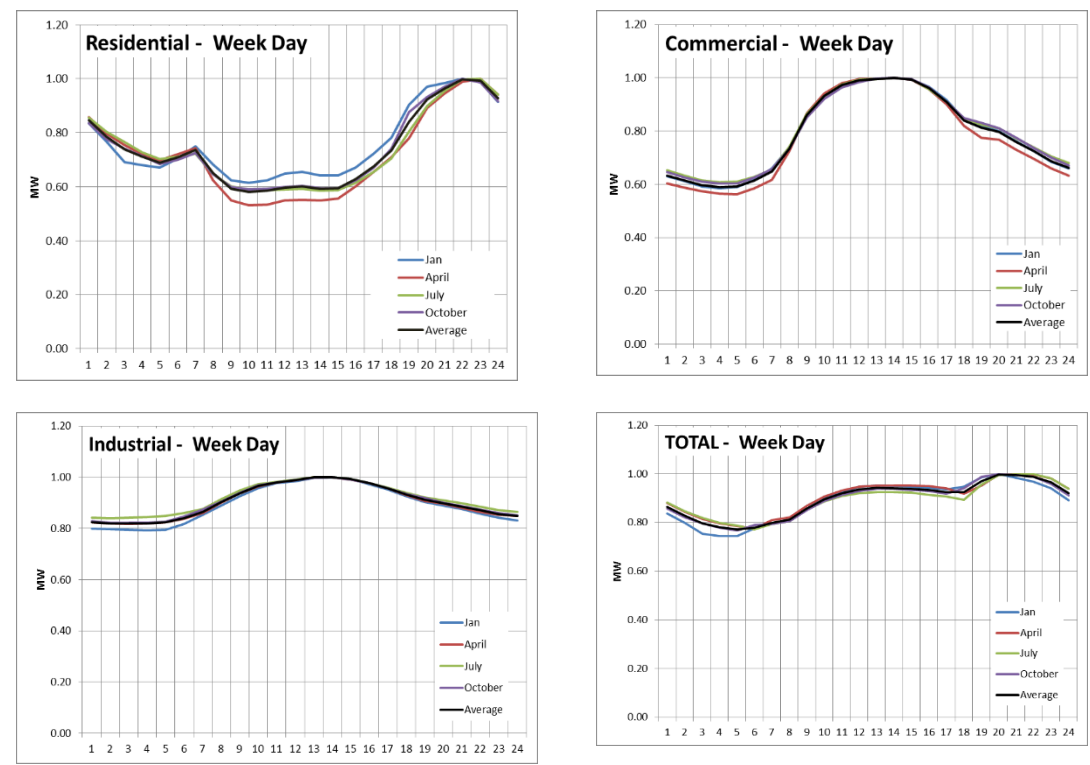 Residential - Week Day
1.20
1.00
0.80
0.60
0.40
0.20
0.00
MW
Jan
April
July
October
Average
1 2 3 4 5 6 7 8 9 10 11 12 13 14 15 16 17 18 19 20 21 22 23 24
Commercial - Week Day
1.20
1.00
0.80
0.60
0.40
0.20
0.00
MW
Jan
April
July
October
Average
1 2 3 4 5 6 7 8 9 10 11 12 13 14 15 16 17 18 19 20 21 22 23 24
Industrial - Week Day
1.20
1.00
0.80
0.60
0.40
0.20
0.00
MW
Jan
April
July
October
Average
1 2 3 4 5 6 7 8 9 10 11 12 13 14 15 16 17 18 19 20 21 22 23 24
TOTAL - Week Day
1.20
1.00
0.80
0.60
0.40
0.20
0.00
MW
Jan
April
July
October
Average
1 2 3 4 5 6 7 8 9 10 11 12 13 14 15 16 17 18 19 20 21 22 23 24